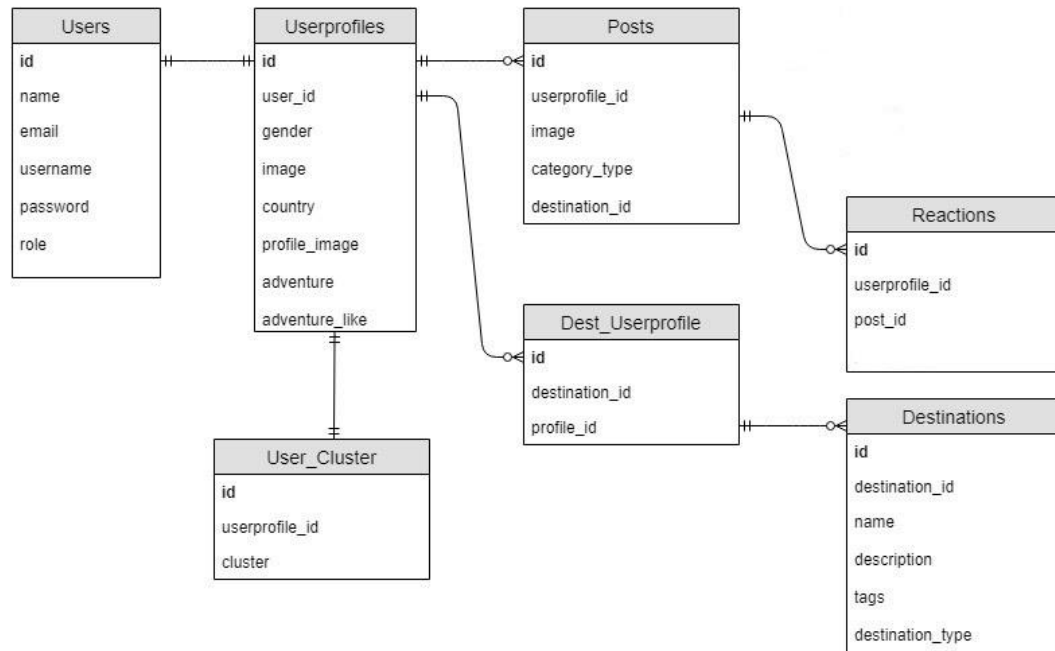 Users
id
name
email
username
password
role
Userprofiles
id
user_id
gender
image
country
profile_image
adventure
adventure_like
Posts
id
userprofile_id
image
category_type
destination_id
Reactions
id
userprofile_id
post_id
Dest_Userprofile
id
destination_id
profile_id
User_Cluster
id
userprofile_id
cluster
Destinations
id
destination_id
name
description
tags
destination_type